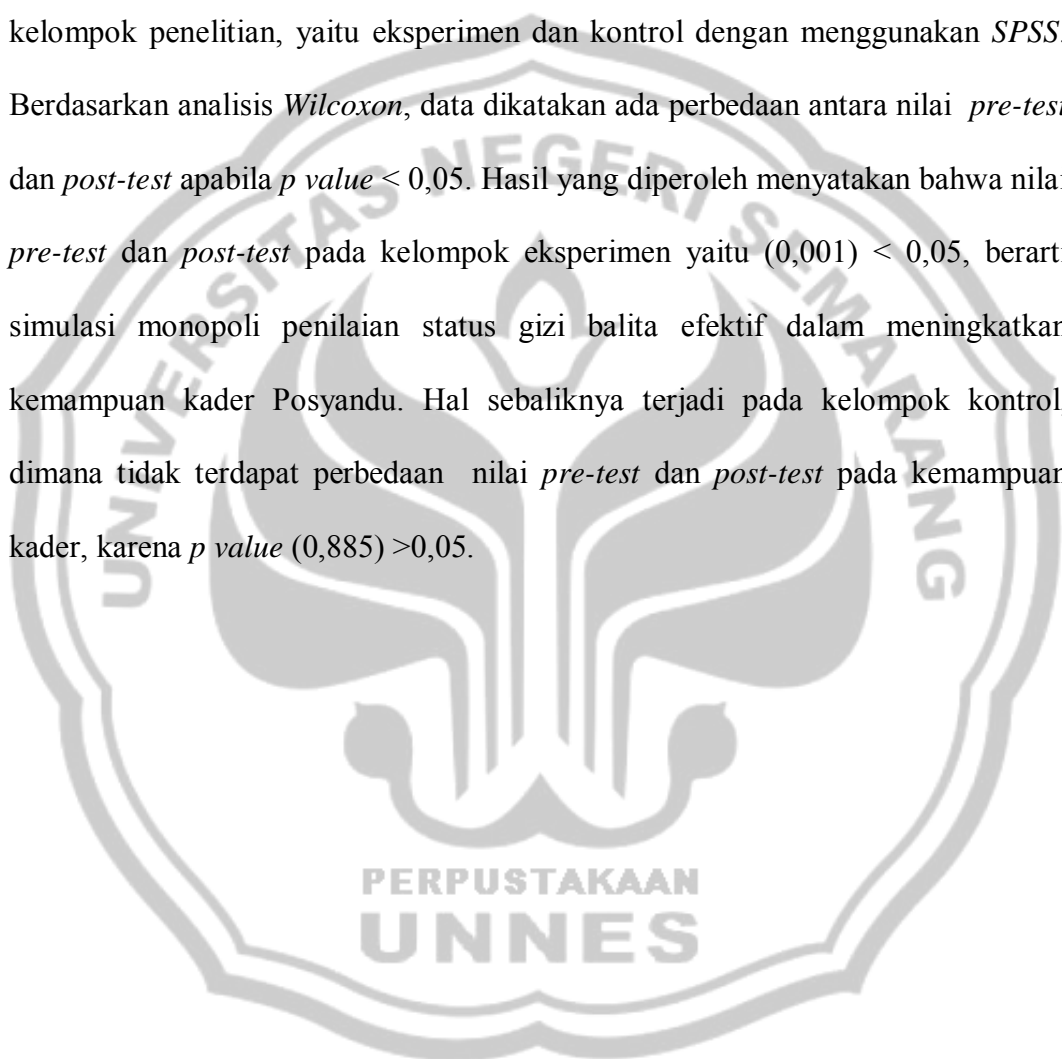 kelompok penelitian, yaitu eksperimen dan kontrol dengan menggunakan SPSS.
Berdasarkan analisis Wilcoxon, data dikatakan ada perbedaan antara nilai pre-test
dan post-test apabila p value < 0,05. Hasil yang diperoleh menyatakan bahwa nilai
pre-test dan post-test pada kelompok eksperimen yaitu (0,001) < 0,05, berarti
simulasi monopoli penilaian status gizi balita efektif dalam meningkatkan
kemampuan kader Posyandu. Hal sebaliknya terjadi pada kelompok kontrol,
dimana tidak terdapat perbedaan nilai pre-test dan post-test pada kemampuan
kader, karena p value (0,885) >0,05.
UNIVERSITAS NEGERI SEMARANG
PERPUSTAKAAN
UNNES